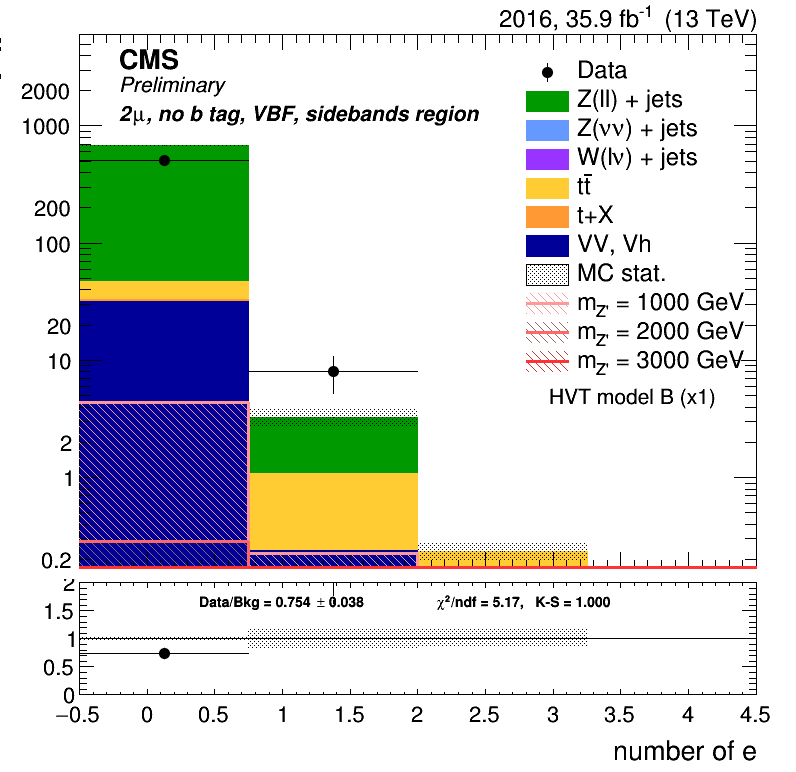 2016, 35.9 fb⁻¹ (13 TeV)
CMS
Preliminary
2μ, no b tag, VBF, sidebands region
Data
Z(ll) + jets
Z(νν) + jets
W(lν) + jets
tt̄
t+X
VV, Vh
MC stat.
m_Z' = 1000 GeV
m_Z' = 2000 GeV
m_Z' = 3000 GeV
HVT model B (x1)
2000
1000
200
100
20
10
2
1
0.2
2
1.5
1
0.5
0
Data/Bkg = 0.754 ± 0.038
χ²/ndf = 5.17, K-S = 1.000
−0.5 0 0.5 1 1.5 2 2.5 3 3.5 4 4.5
number of e